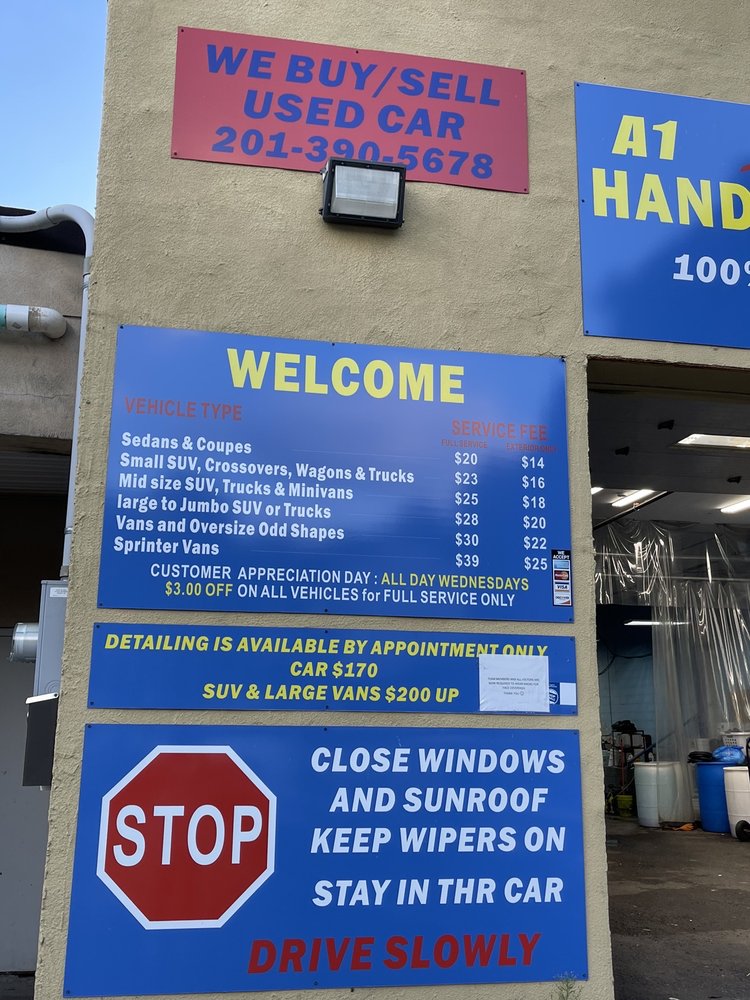 WE BUY/SELL
USED CAR
201-390-5678
A1
HAND
100%
WELCOME
VEHICLE TYPE
SERVICE FEE
FULL SERVICE EXTERIOR ONLY
Sedans & Coupes $20 $14
Small SUV, Crossovers, Wagons & Trucks $23 $16
Mid size SUV, Trucks & Minivans $25 $18
large to Jumbo SUV or Trucks $28 $20
Vans and Oversize Odd Shapes $30 $22
Sprinter Vans $39 $25
WE
ACCEPT
VISA
CUSTOMER APPRECIATION DAY : ALL DAY WEDNESDAYS
$3.00 OFF ON ALL VEHICLES for FULL SERVICE ONLY
DETAILING IS AVAILABLE BY APPOINTMENT ONLY
CAR $170
SUV & LARGE VANS $200 UP
STOP
CLOSE WINDOWS
AND SUNROOF
KEEP WIPERS ON
STAY IN THR CAR
DRIVE SLOWLY